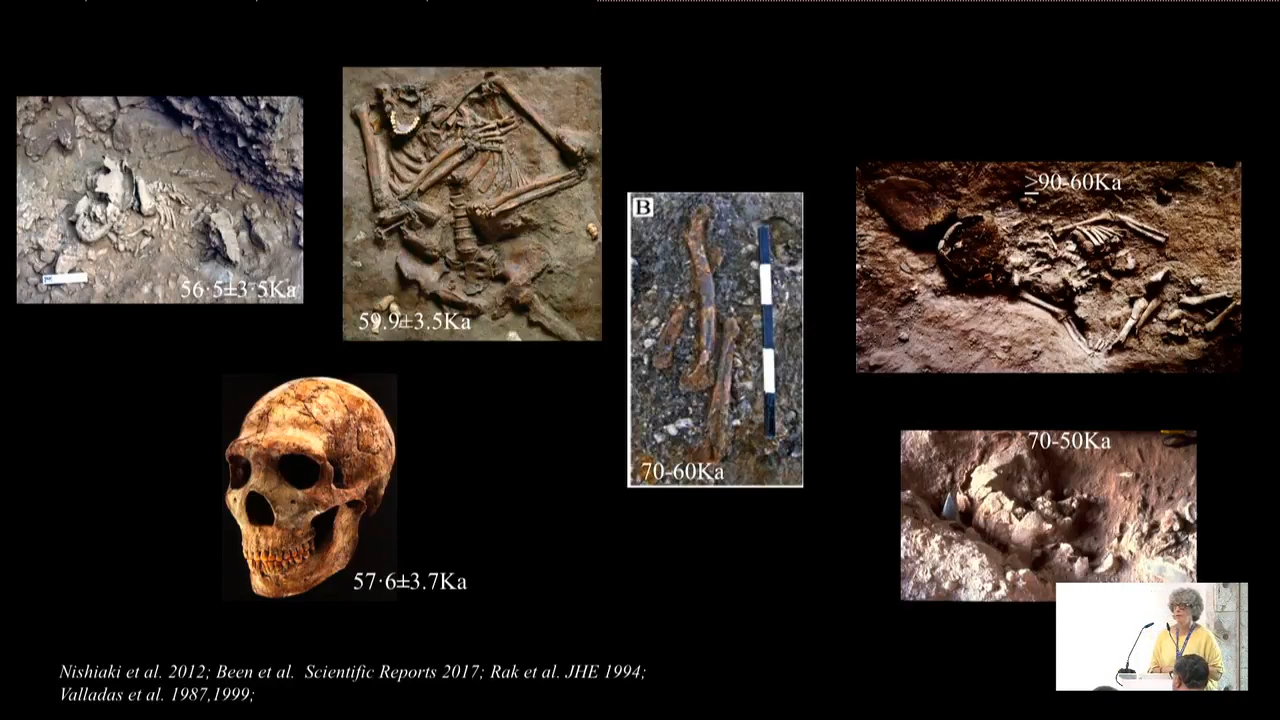 ≥90-60Ka
B
56·5±3·5Ka
59.9±3.5Ka
70-60Ka
70-50Ka
57·6±3.7Ka
Nishiaki et al. 2012; Been et al. Scientific Reports 2017; Rak et al. JHE 1994;
Valladas et al. 1987,1999;